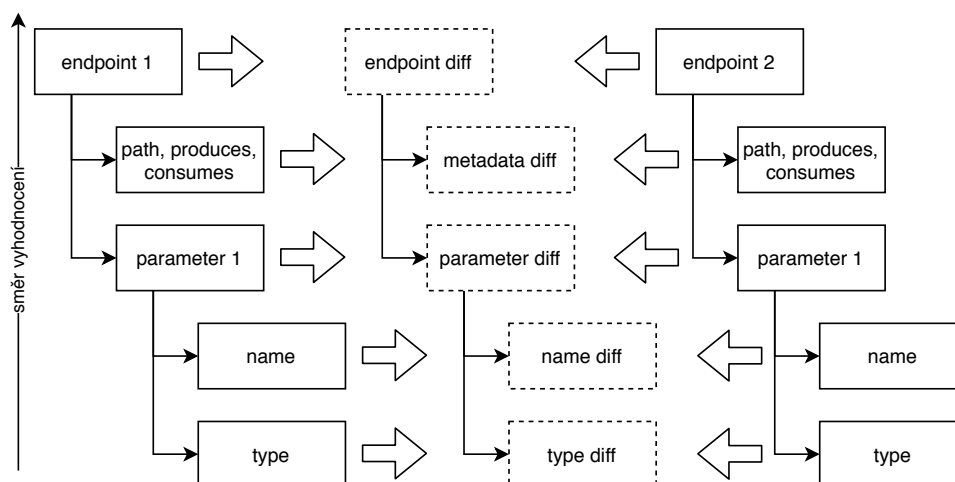 endpoint 1
endpoint diff
endpoint 2
path, produces,
consumes
metadata diff
path, produces,
consumes
parameter 1
parameter diff
parameter 1
name
name diff
name
type
type diff
type
směr vyhodnocení